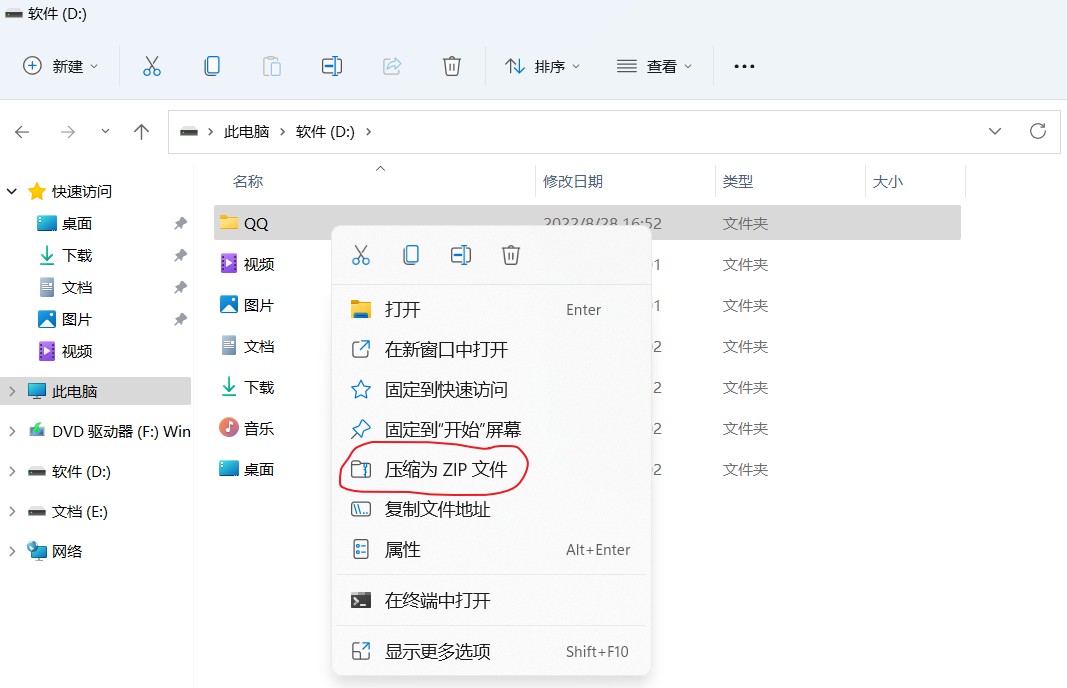 软件 (D:)
新建
排序
查看
此电脑
软件 (D:)
快速访问
桌面
下载
文档
图片
视频
此电脑
DVD 驱动器 (F:) Win
软件 (D:)
文档 (E:)
网络
名称 修改日期 类型 大小
QQ 2022/8/28 16:52 文件夹
视频 1 文件夹
图片 1 文件夹
文档 2 文件夹
下载 2 文件夹
音乐 2 文件夹
桌面 2 文件夹
打开 Enter
在新窗口中打开
固定到快速访问
固定到“开始”屏幕
压缩为 ZIP 文件
复制文件地址
属性 Alt+Enter
在终端中打开
显示更多选项 Shift+F10